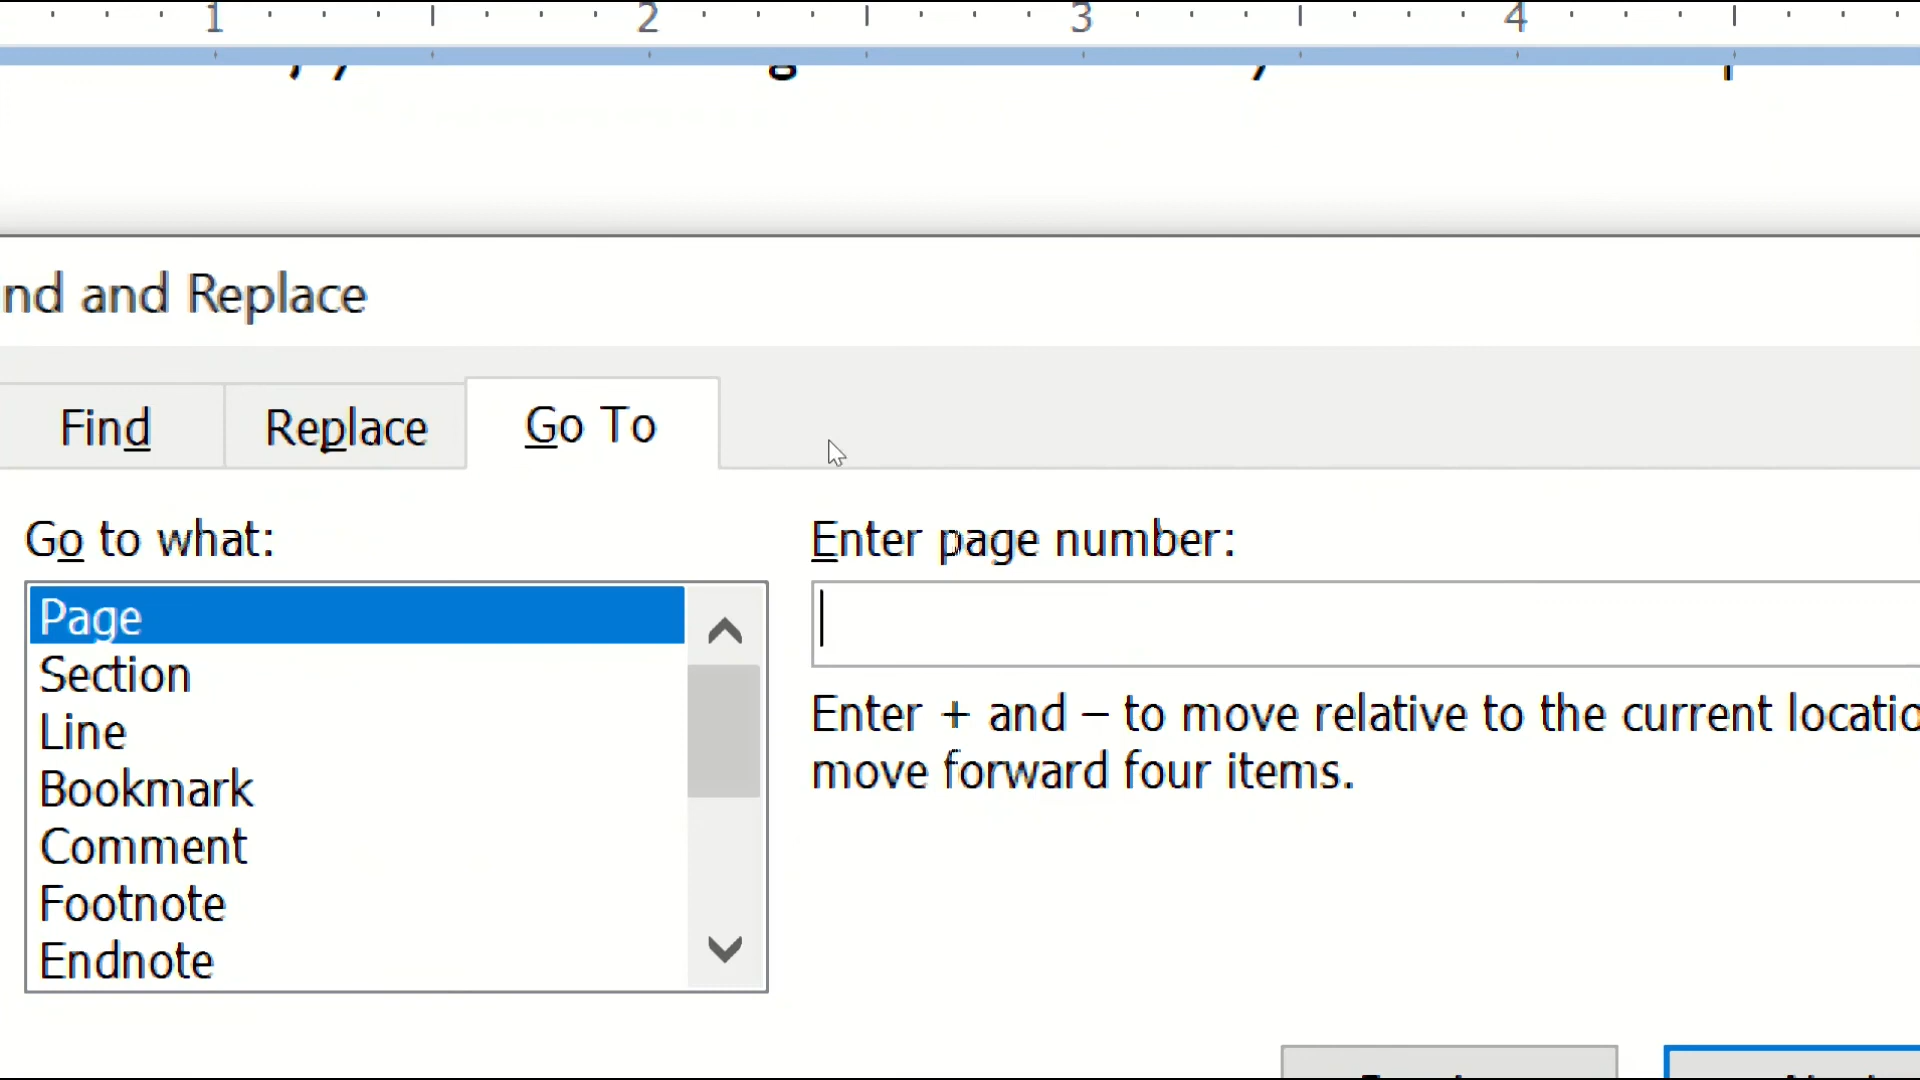 1 2 3 4
nd and Replace
Find Replace Go To
Go to what:
Enter page number:
Page
Section
Line
Bookmark
Comment
Footnote
Endnote
Enter + and – to move relative to the current locatio
move forward four items.